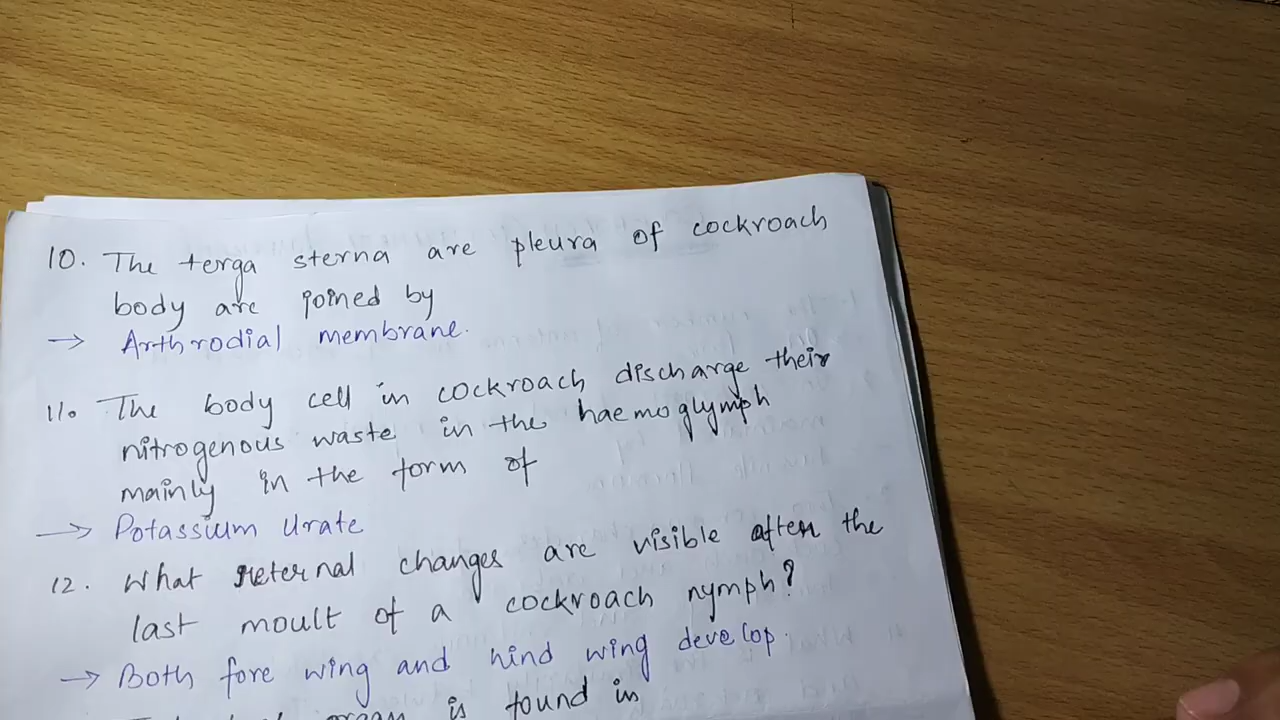 10. The terga sterna are pleura of cockroach
body are joined by
→ Arthrodial membrane.
11. The body cell in cockroach discharge their
nitrogenous waste in the haemoglymph
mainly in the form of
→ Potassium Urate
12. What changes are visible after the
last moult of a cockroach nymph?
→ Both fore wing and hind wing develop.
organ is found in